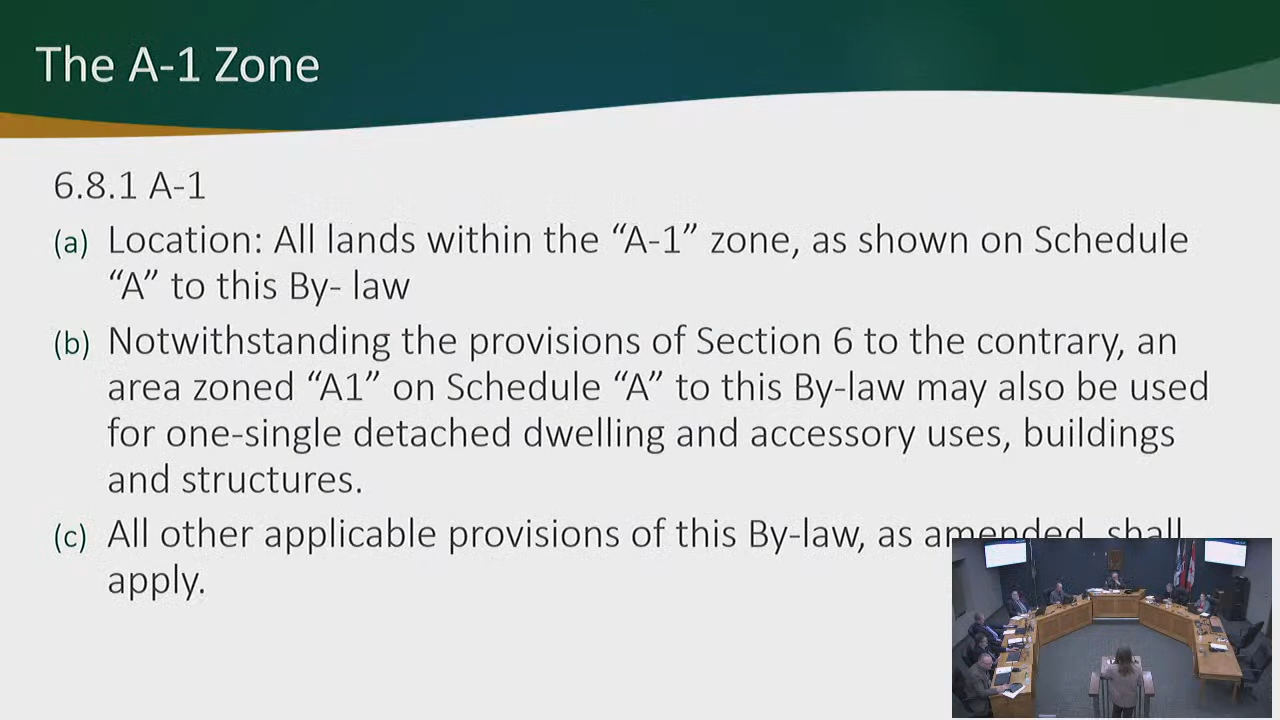 The A-1 Zone
6.8.1 A-1
(a) Location: All lands within the “A-1” zone, as shown on Schedule
“A” to this By- law
(b) Notwithstanding the provisions of Section 6 to the contrary, an
area zoned “A1” on Schedule “A” to this By-law may also be used
for one-single detached dwelling and accessory uses, buildings
and structures.
(c) All other applicable provisions of this By-law, as amended, shall
apply.